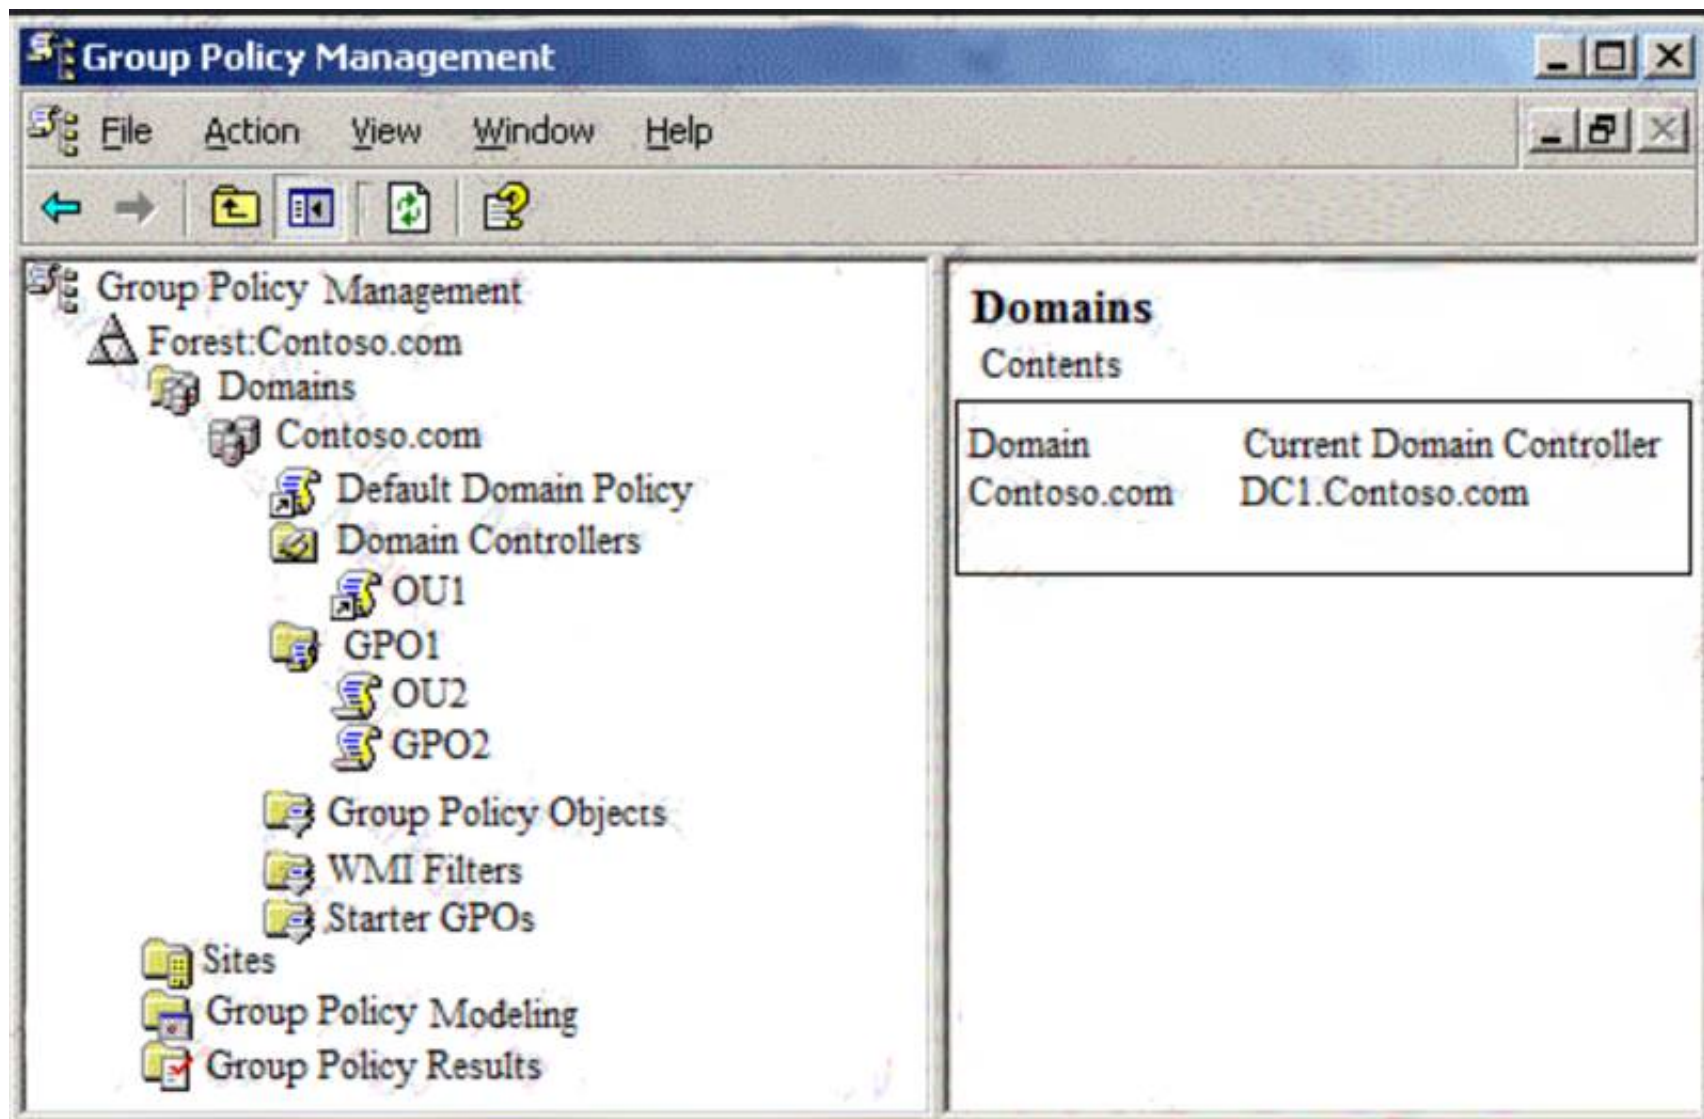 Group Policy Management
File Action View Window Help
Group Policy Management
Forest:Contoso.com
Domains
Contoso.com
Default Domain Policy
Domain Controllers
OU1
GPO1
OU2
GPO2
Group Policy Objects
WMI Filters
Starter GPOs
Sites
Group Policy Modeling
Group Policy Results
Domains
Contents
Domain Current Domain Controller
Contoso.com DC1.Contoso.com